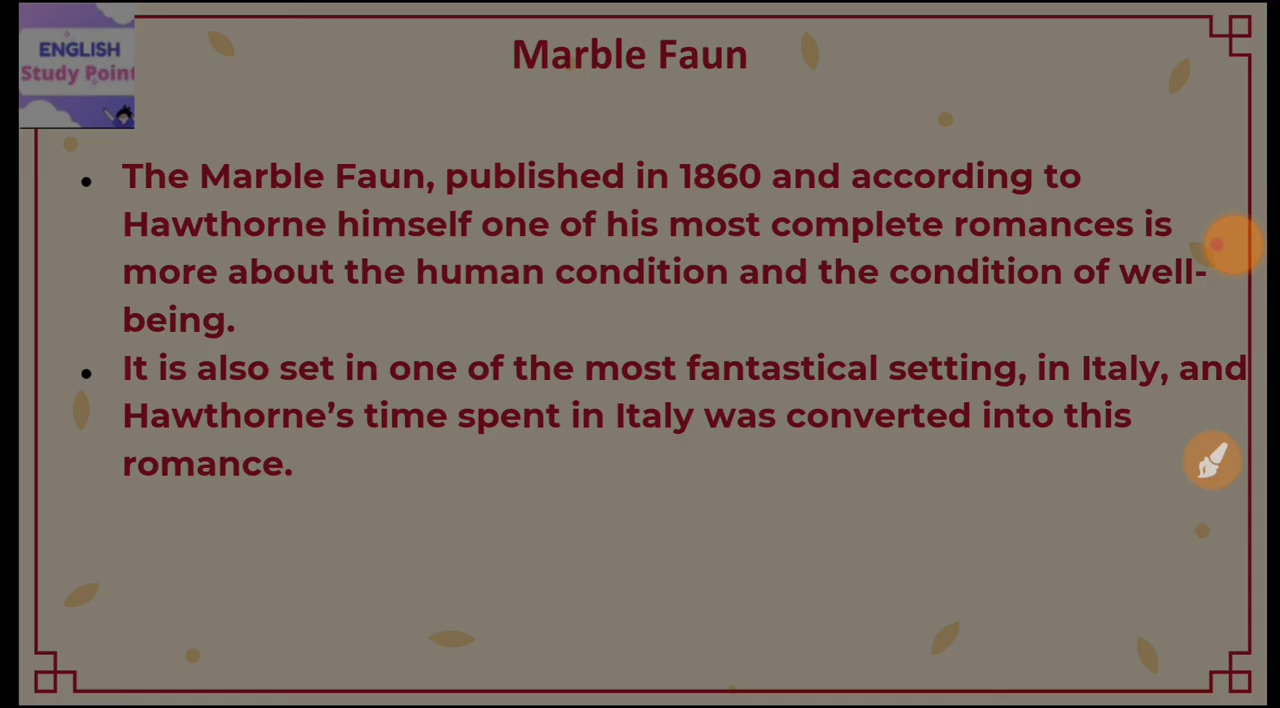 ENGLISH
Study Point
Marble Faun
• The Marble Faun, published in 1860 and according to
Hawthorne himself one of his most complete romances is
more about the human condition and the condition of well-
being.
• It is also set in one of the most fantastical setting, in Italy, and
Hawthorne’s time spent in Italy was converted into this
romance.